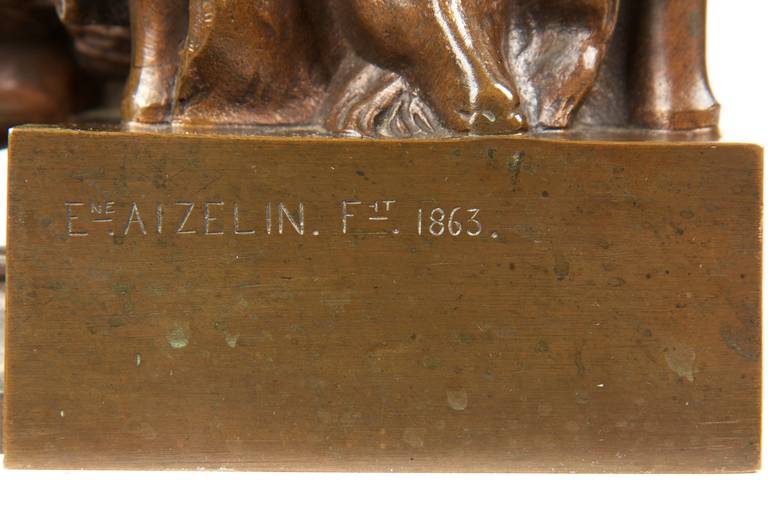 Eᴺᴱ. AIZELIN. Fᴵᵀ. 1863.